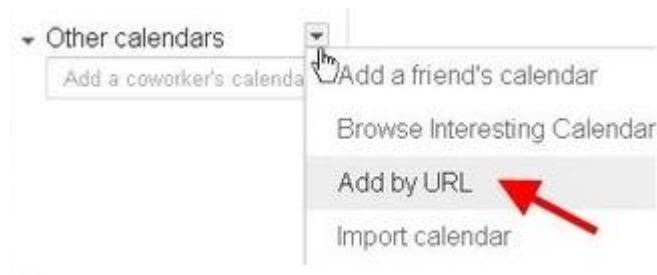 Other calendars
Add a coworker's calenda
Add a friend's calendar
Browse Interesting Calendar
Add by URL
Import calendar